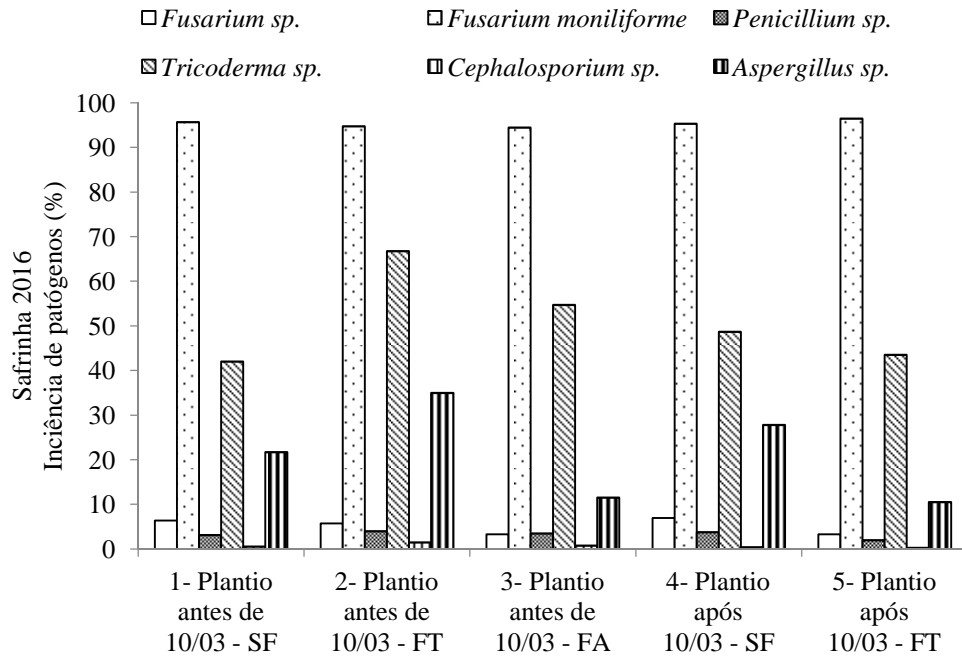 Fusarium sp.
Fusarium moniliforme
Penicillium sp.
Tricoderma sp.
Cephalosporium sp.
Aspergillus sp.
Safrinha 2016
Inciência de patógenos (%)
100
90
80
70
60
50
40
30
20
10
0
1- Plantio
antes de
10/03 - SF
2- Plantio
antes de
10/03 - FT
3- Plantio
antes de
10/03 - FA
4- Plantio
após
10/03 - SF
5- Plantio
após
10/03 - FT